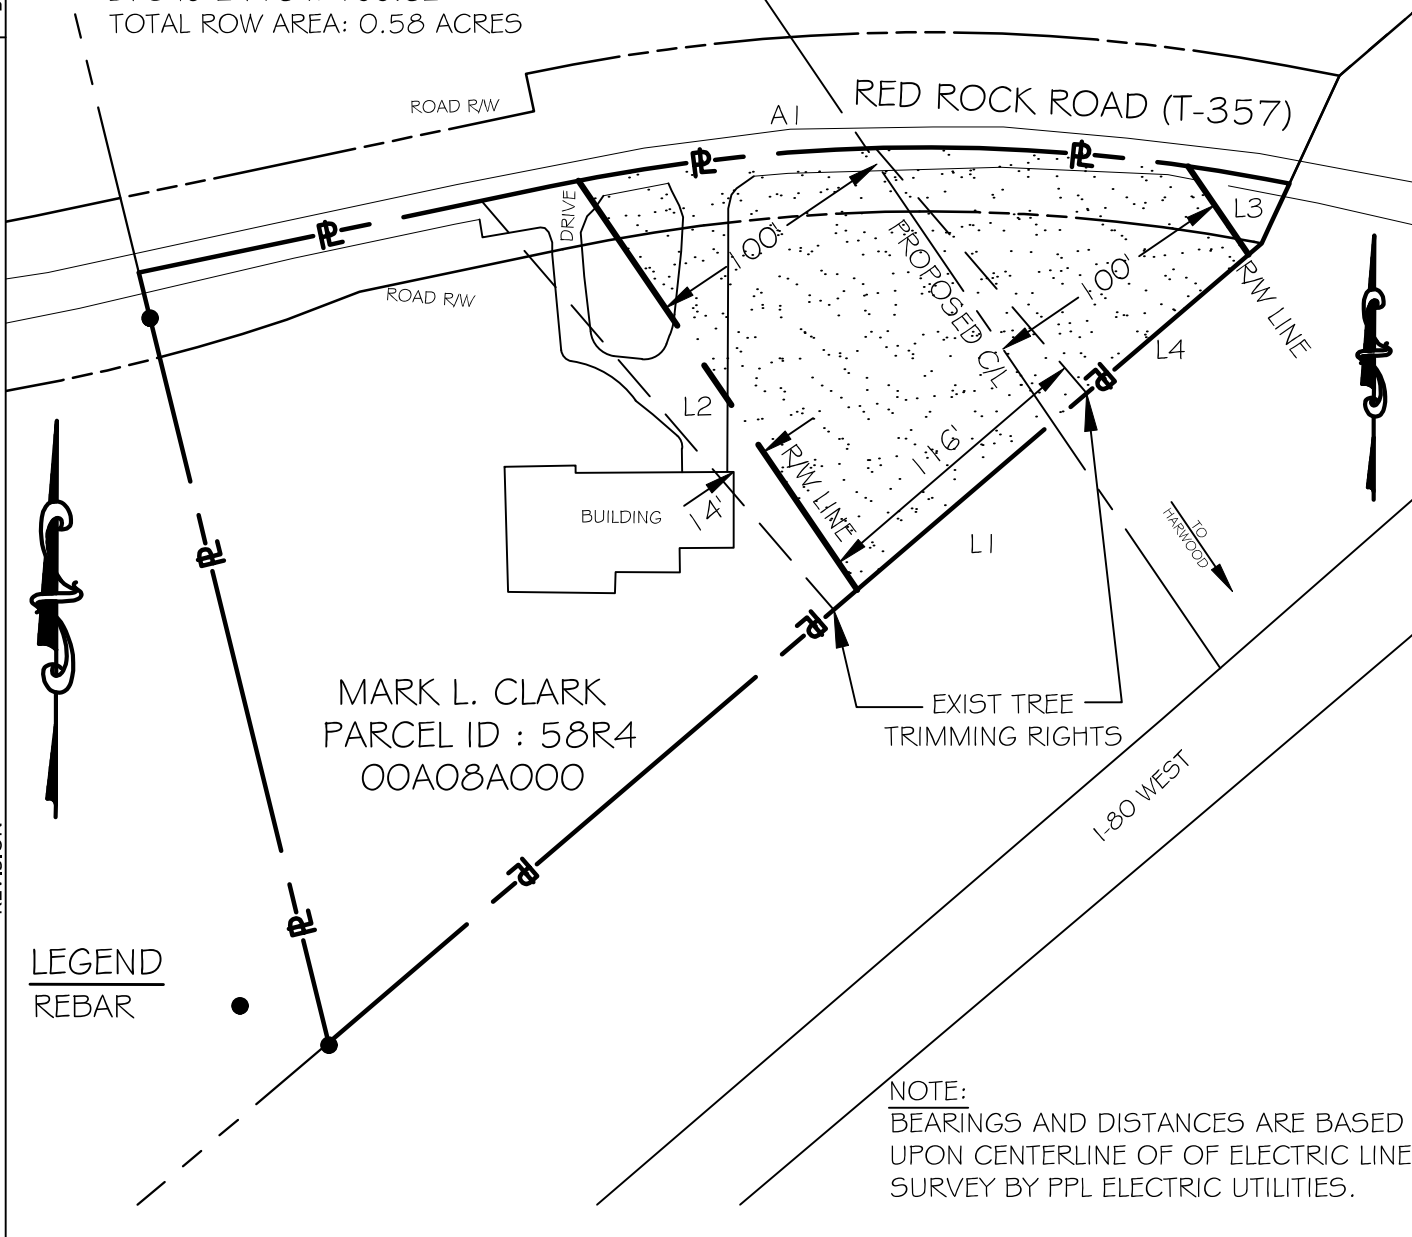 TOTAL ROW AREA: 0.58 ACRES
ROAD R/W
A1
RED ROCK ROAD (T-357)
PL
PL
PL
DRIVE
L3
100'
PROPOSED C/L
100'
R/W LINE
ROAD R/W
L4
PL
L2
116'
R/W LINE
14'
BUILDING
L1
TO
HARWOOD
PL
PL
MARK L. CLARK
PARCEL ID : 58R4
00A08A000
EXIST TREE
TRIMMING RIGHTS
I-80 WEST
PL
PL
LEGEND
REBAR
NOTE:
BEARINGS AND DISTANCES ARE BASED
UPON CENTERLINE OF OF ELECTRIC LINE
SURVEY BY PPL ELECTRIC UTILITIES.